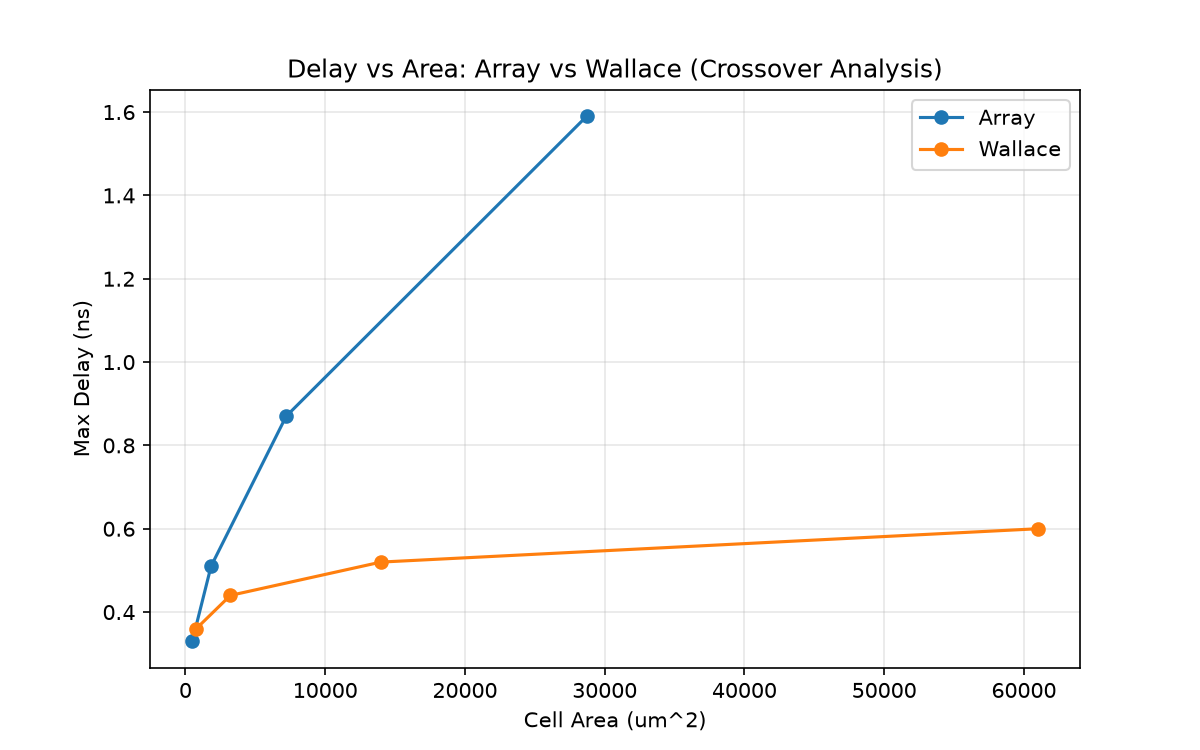 Delay vs Area: Array vs Wallace (Crossover Analysis)
Array
Wallace
Max Delay (ns)
1.6
1.4
1.2
1.0
0.8
0.6
0.4
0 10000 20000 30000 40000 50000 60000
Cell Area (um^2)